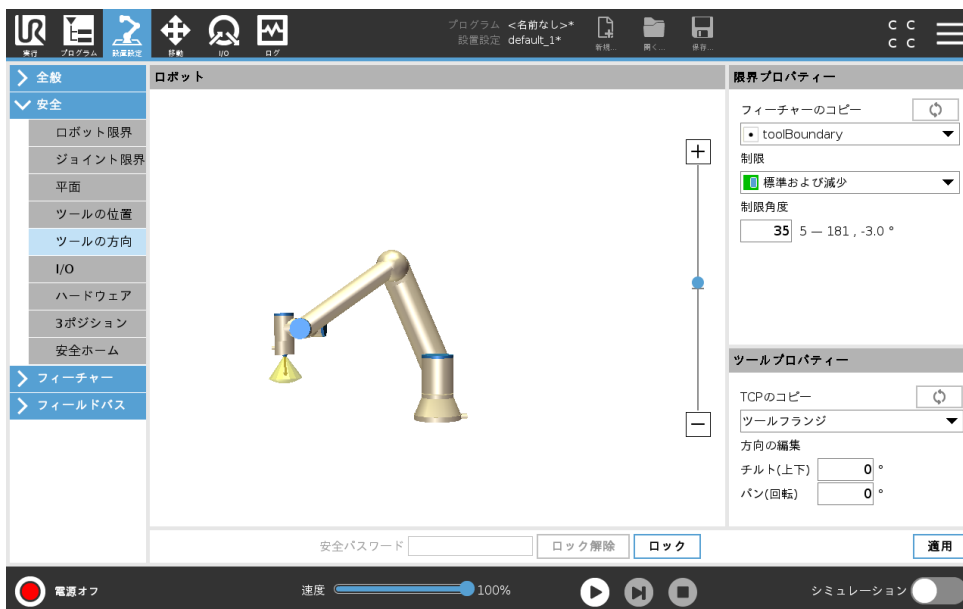 UR
実行
プログラム
設置設定
移動
I/O
ログ
プログラム <名前なし>*
設置設定 default_1*
新規...
開く...
保存...
C C
C C
全般
安全
ロボット限界
ジョイント限界
平面
ツールの位置
ツールの方向
I/O
ハードウェア
3ポジション
安全ホーム
フィーチャー
フィールドバス
ロボット
限界プロパティー
フィーチャーのコピー
toolBoundary
制限
標準および減少
制限角度
35 5 — 181 , -3.0 °
ツールプロパティー
TCPのコピー
ツールフランジ
方向の編集
チルト(上下) 0 °
パン(回転) 0 °
安全パスワード ロック解除 ロック 適用
電源オフ 速度 100% シミュレーション